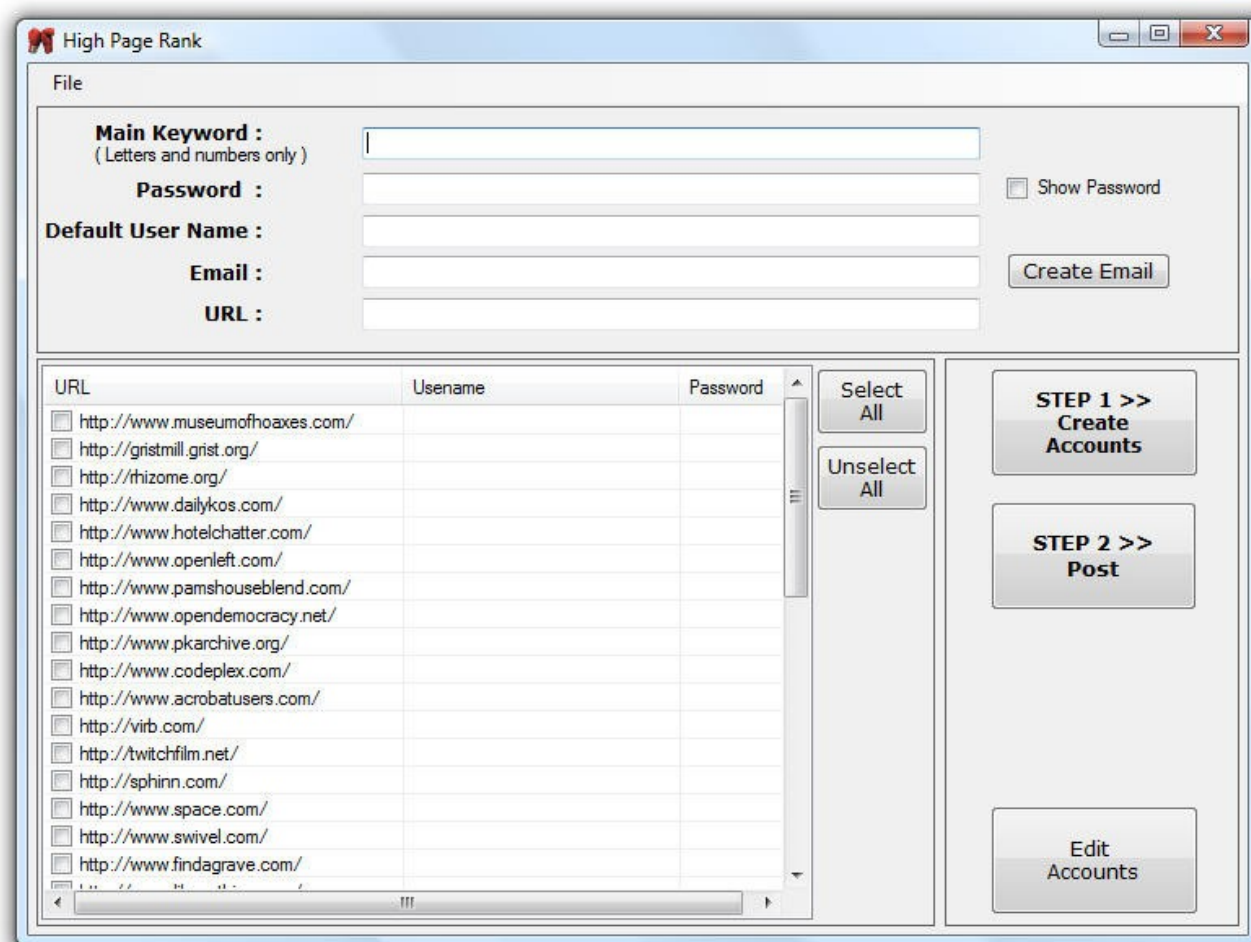 High Page Rank
File
Main Keyword :
( Letters and numbers only )
Password :
Show Password
Default User Name :
Email :
Create Email
URL :
URL Usename Password
http://www.museumofhoaxes.com/
http://gristmill.grist.org/
http://rhizome.org/
http://www.dailykos.com/
http://www.hotelchatter.com/
http://www.openleft.com/
http://www.pamshouseblend.com/
http://www.opendemocracy.net/
http://www.pkarchive.org/
http://www.codeplex.com/
http://www.acrobatusers.com/
http://virb.com/
http://twitchfilm.net/
http://sphinn.com/
http://www.space.com/
http://www.swivel.com/
http://www.findagrave.com/
Select
All
Unselect
All
STEP 1 >>
Create
Accounts
STEP 2 >>
Post
Edit
Accounts